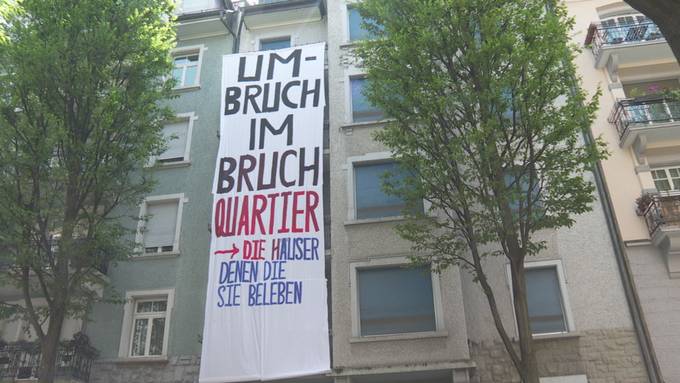 UM-
BRUCH
IM
BRUCH
QUARTIER
→ DIE HÄUSER
DENEN DIE
SIE BELEBEN